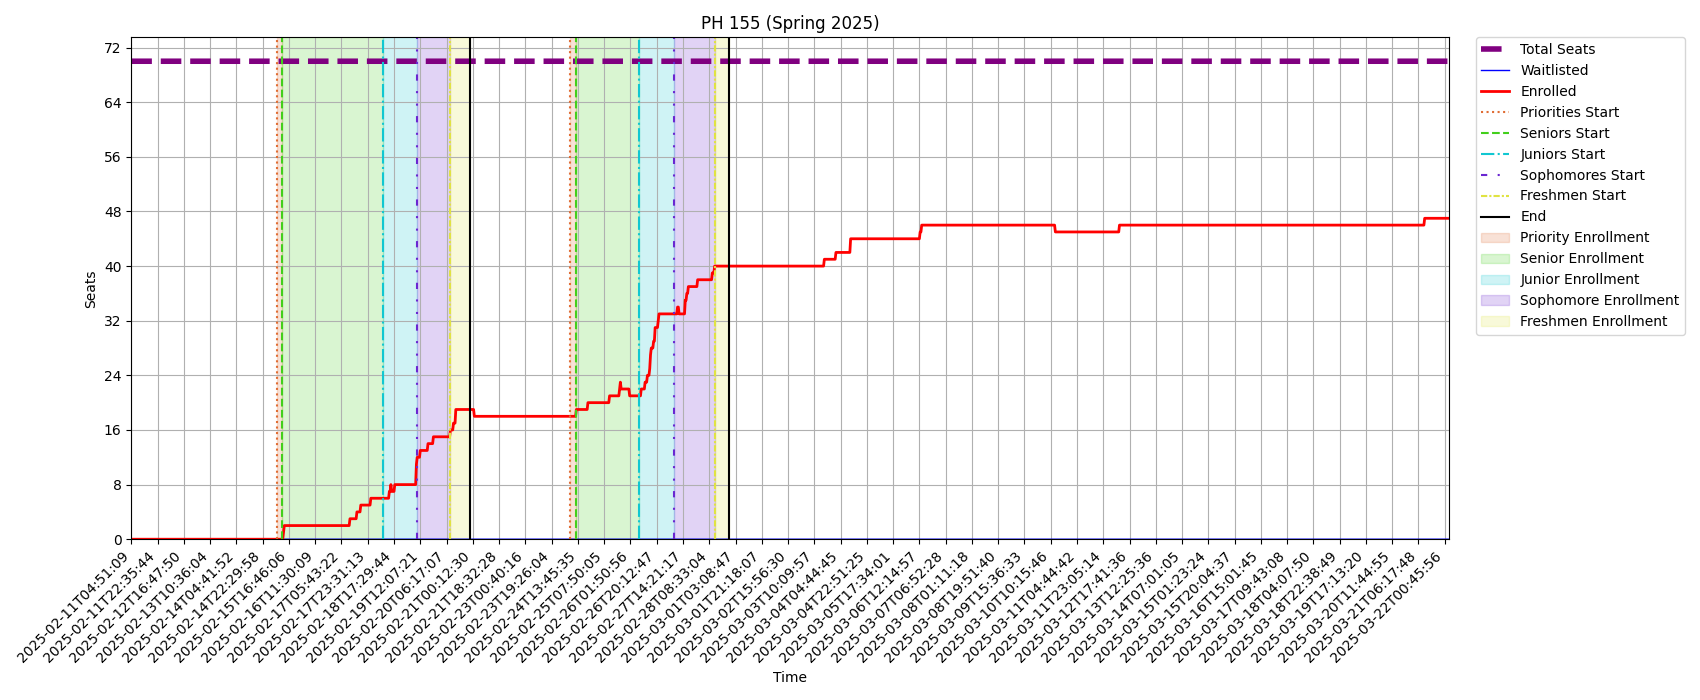 PH 155 (Spring 2025)
72
64
56
48
40
32
24
16
8
0
Seats
2025-02-11T04:51:09
2025-02-11T22:35:44
2025-02-12T16:47:50
2025-02-13T10:36:04
2025-02-14T04:41:52
2025-02-14T22:29:58
2025-02-15T16:46:06
2025-02-16T11:30:09
2025-02-17T05:43:22
2025-02-17T23:31:13
2025-02-18T17:29:44
2025-02-19T12:07:21
2025-02-20T06:17:07
2025-02-21T00:12:30
2025-02-21T18:32:28
2025-02-23T00:40:16
2025-02-23T19:26:04
2025-02-24T13:45:35
2025-02-25T07:50:05
2025-02-26T01:50:56
2025-02-26T20:12:47
2025-02-27T14:21:17
2025-02-28T08:33:04
2025-03-01T03:08:47
2025-03-01T21:18:07
2025-03-02T15:56:30
2025-03-03T10:09:57
2025-03-04T04:44:45
2025-03-04T22:51:25
2025-03-05T17:34:01
2025-03-06T12:14:57
2025-03-07T06:52:28
2025-03-08T01:11:18
2025-03-08T19:51:40
2025-03-09T15:36:33
2025-03-10T10:15:46
2025-03-11T04:44:42
2025-03-11T23:05:14
2025-03-12T17:41:36
2025-03-13T12:25:36
2025-03-14T07:01:05
2025-03-15T01:23:24
2025-03-15T20:04:37
2025-03-16T15:01:45
2025-03-17T09:43:08
2025-03-18T04:07:50
2025-03-18T22:38:49
2025-03-19T17:13:20
2025-03-20T11:44:55
2025-03-21T06:17:48
2025-03-22T00:45:56
Time
Total Seats
Waitlisted
Enrolled
Priorities Start
Seniors Start
Juniors Start
Sophomores Start
Freshmen Start
End
Priority Enrollment
Senior Enrollment
Junior Enrollment
Sophomore Enrollment
Freshmen Enrollment